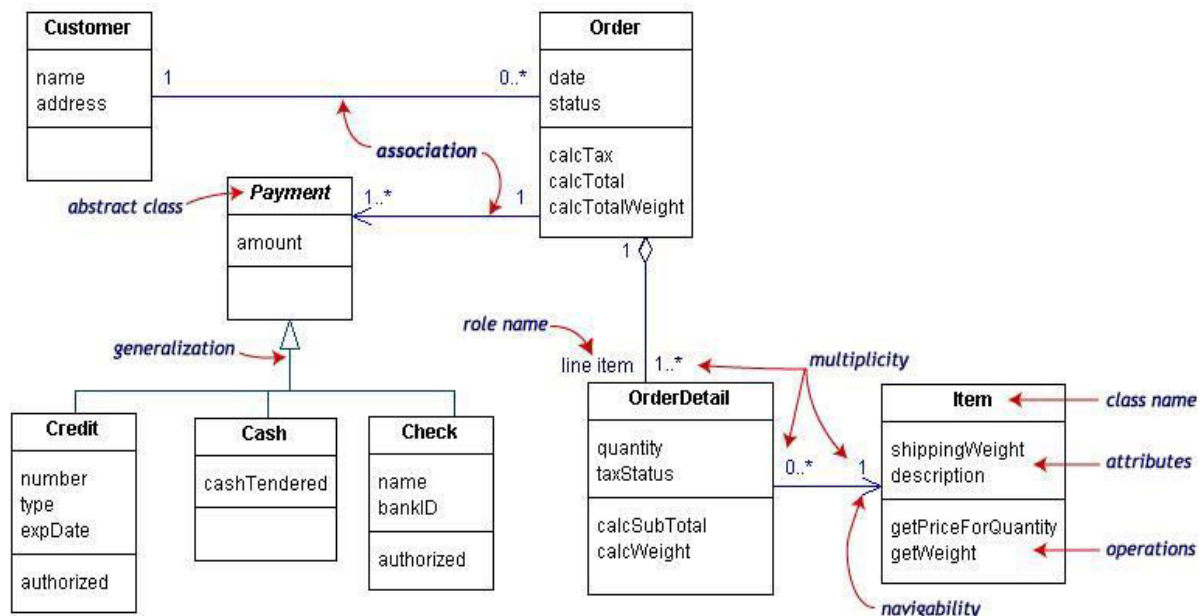 Customer
name
address
1
0..*
Order
date
status
calcTax
calcTotal
calcTotalWeight
association
abstract class
Payment
amount
1..*
1
1
generalization
role name
line item
1..*
multiplicity
Credit
number
type
expDate
authorized
Cash
cashTendered
Check
name
bankID
authorized
OrderDetail
quantity
taxStatus
calcSubTotal
calcWeight
0..*
1
Item
shippingWeight
description
getPriceForQuantity
getWeight
class name
attributes
operations
navigability